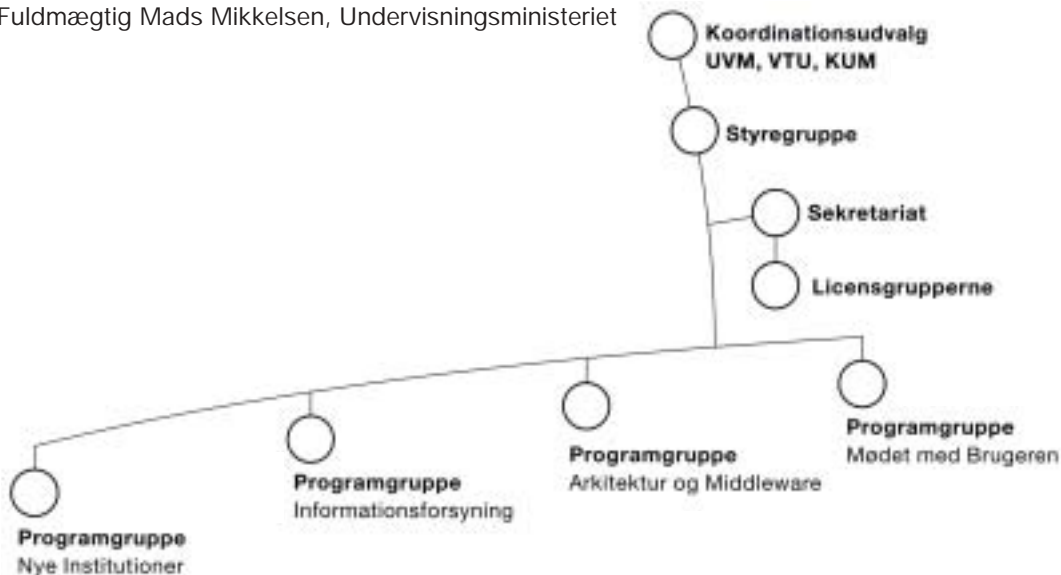 Fuldmægtig Mads Mikkelsen, Undervisningsministeriet
Koordinationsudvalg
UVM, VTU, KUM
Styregruppe
Sekretariat
Licensgrupperne
Programgruppe
Mødet med Brugeren
Programgruppe
Arkitektur og Middleware
Programgruppe
Informationsforsyning
Programgruppe
Nye Institutioner